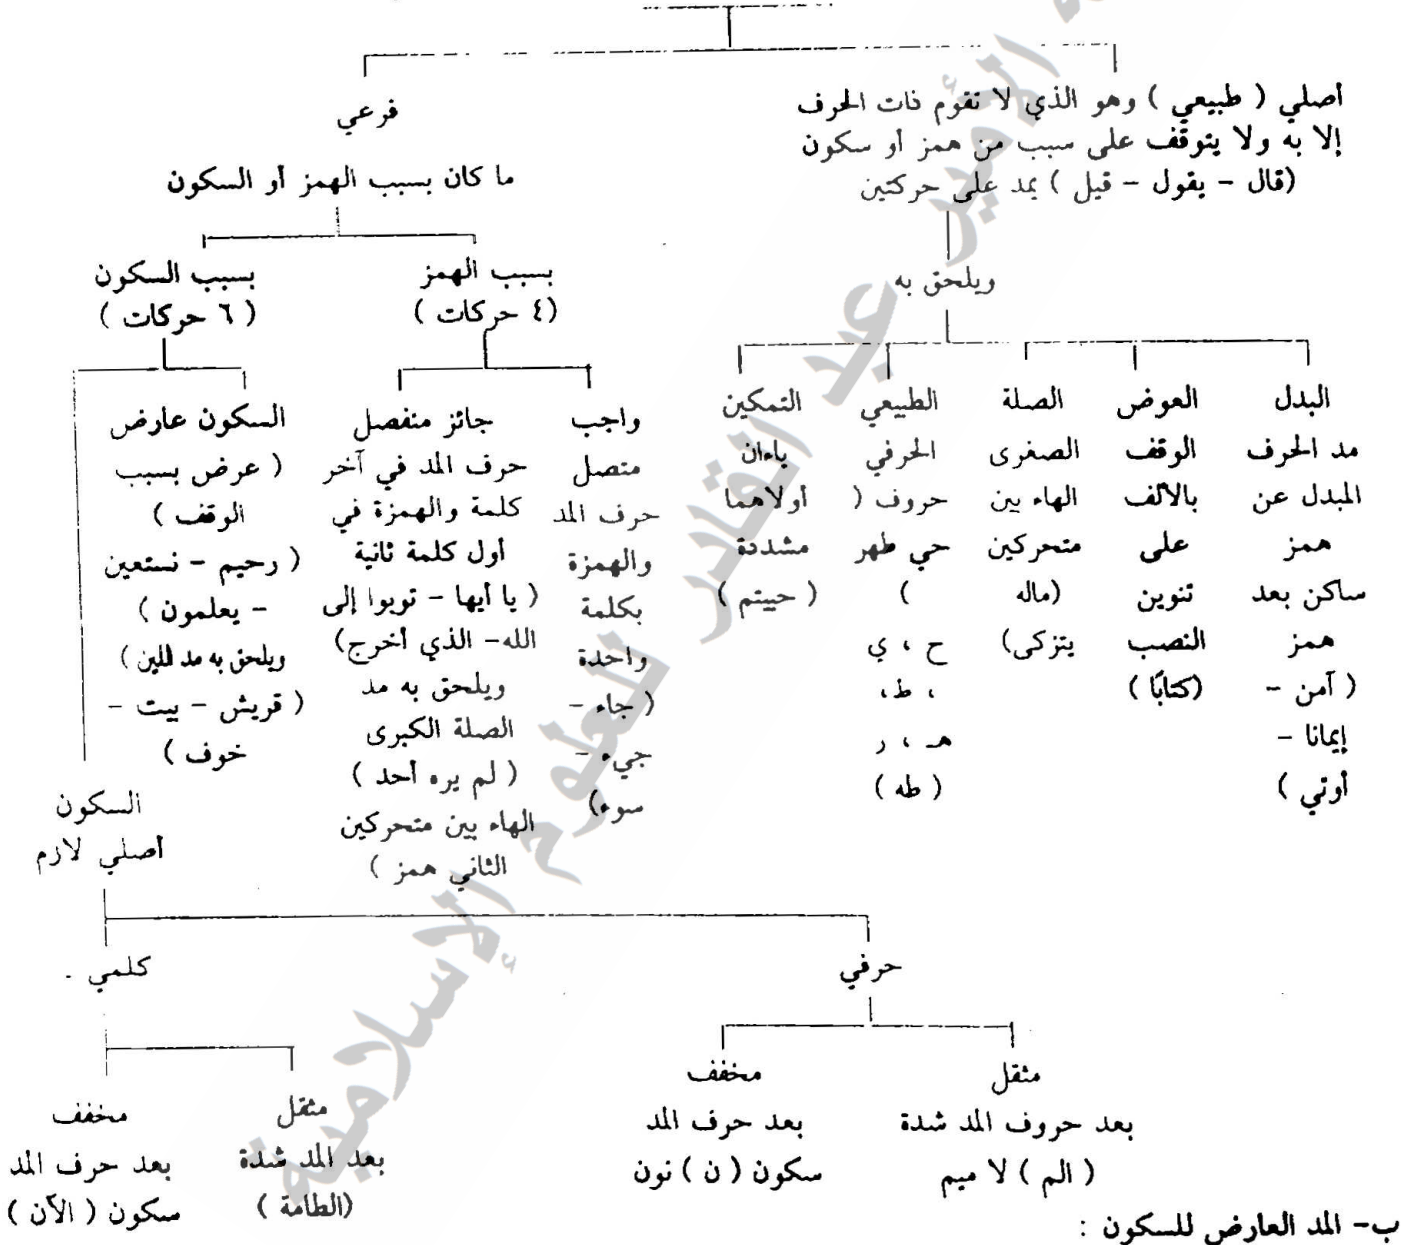 أصلي ( طبيعي ) وهو الذي لا تقوم ذات الحرف
إلا به ولا يتوقف على سبب من همز أو سكون
(قال - يقول - قيل ) يمد على حركتين
ويلحق به
البدل
مد الحرف
المبدل عن
همز
ساكن بعد
همز
( آمن -
إيمانا -
أوتي )
العوض
الوقف
بالألف
على
تنوين
النصب
(كتابًا )
الصلة
الصغرى
الهاء بين
متحركين
(ماله
يتزكى)
الطبيعي
الحرفي
حروف (
حي طهر
)
ح ، ي
، ط،
هـ ، ر
( طه )
التمكين
ياءان
أولاهما
مشددة
( حييتم )
فرعي
ما كان بسبب الهمز أو السكون
بسبب الهمز
(٤ حركات )
واجب
متصل
حرف المد
والهمزة
بكلمة
واحدة
( جاء -
جيء -
سوء)
جائز منفصل
حرف المد في آخر
كلمة والهمزة في
أول كلمة ثانية
( يا أيها - توبوا إلى
الله- الذي أخرج)
ويلحق به مد
الصلة الكبرى
( لم يره أحد )
الهاء بين متحركين
الثاني همز )
بسبب السكون
( ٦ حركات )
السكون عارض
( عرض بسبب
الوقف )
( رحيم - نستعين
- يعلمون )
ويلحق به مد اللين )
( قريش - بيت -
خوف )
السكون
أصلي لازم
حرفي
مثقل
بعد حروف المد شدة
( الم ) لا ميم
مخفف
بعد حرف المد
سكون ( ن ) نون
كلمي .
مثقل
بعد المد شدة
(الطامة )
مخفف
بعد حرف المد
سكون ( الآن )
ب- المد العارض للسكون :
الأمير عبد القادر للعلوم الإسلامية